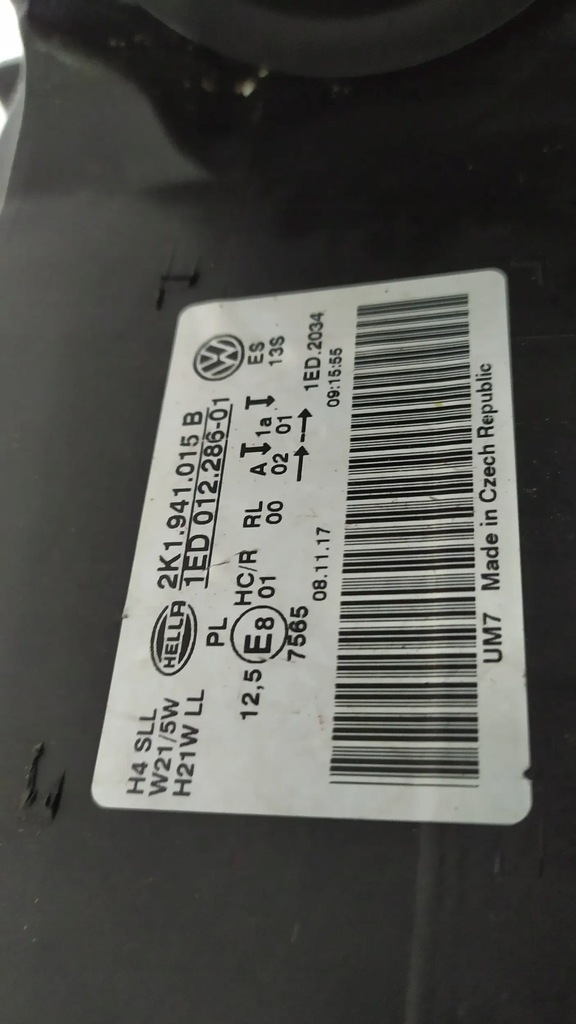 H4 SLL
W21/5W
H21W LL
HELLA
2K1.941.015 B
1ED 012.286-01
PL
ES
13S
12,5 E8 HC/R RL A 1a
01 00 02 01
7565
08.11.17
1ED.2034
09:15:55
UM7 Made in Czech Republic